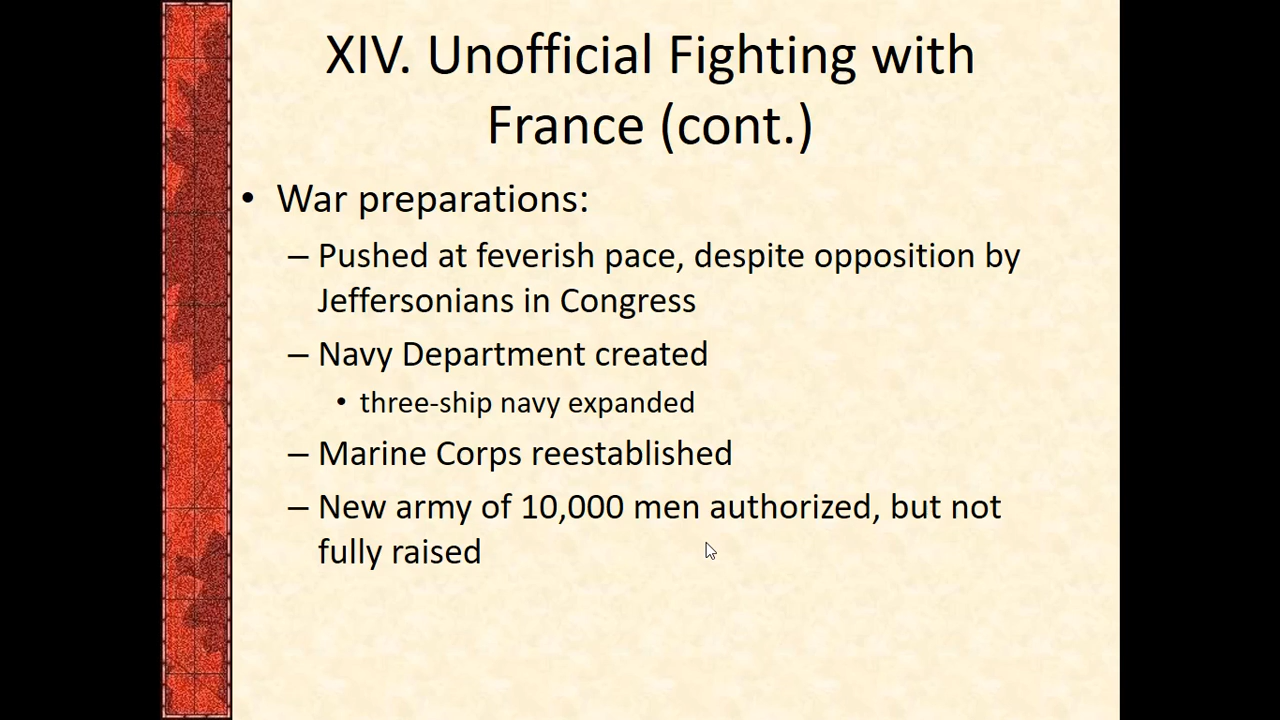 XIV. Unofficial Fighting with
France (cont.)
• War preparations:
– Pushed at feverish pace, despite opposition by
Jeffersonians in Congress
– Navy Department created
• three-ship navy expanded
– Marine Corps reestablished
– New army of 10,000 men authorized, but not
fully raised